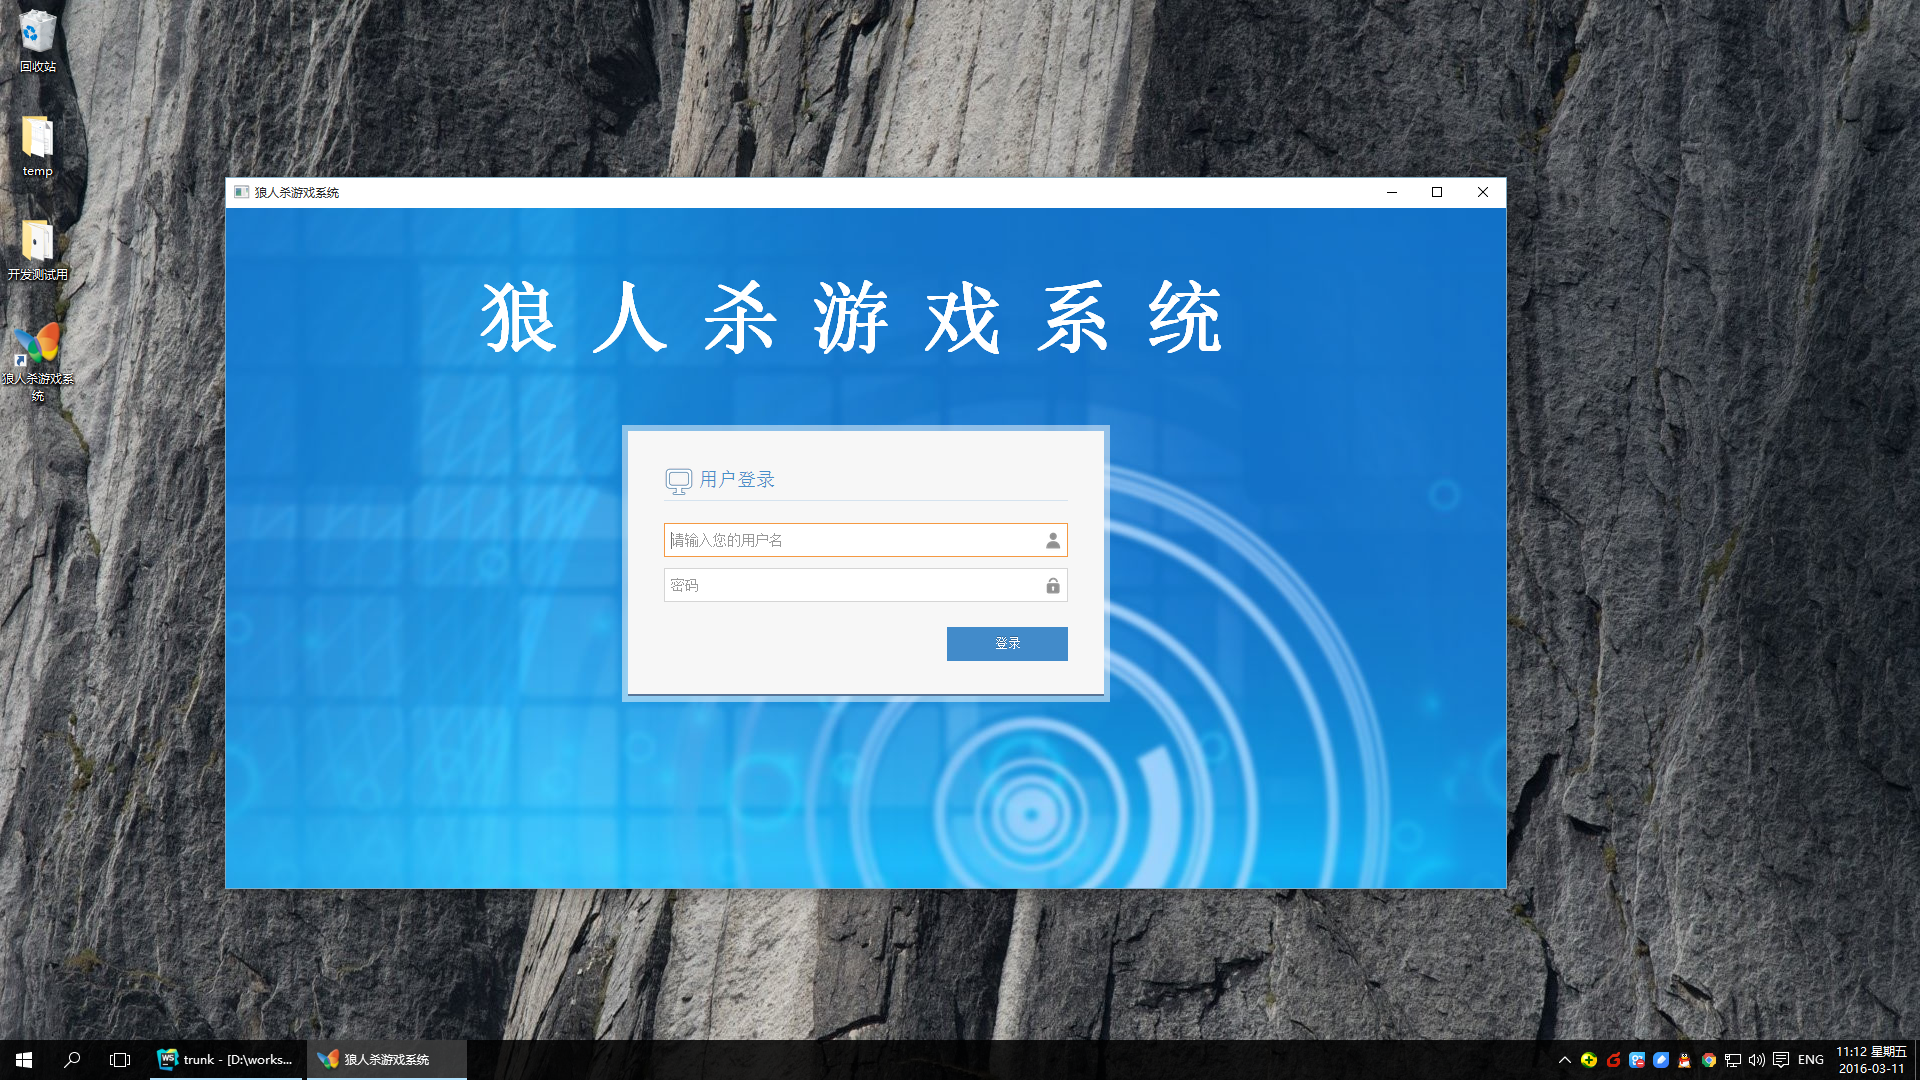 回收站
temp
开发测试用
狼人杀游戏系
统
狼人杀游戏系统
狼人杀游戏系统
用户登录
请输入您的用户名
密码
登录
trunk - [D:\works...
狼人杀游戏系统
ENG
11:12 星期五
2016-03-11